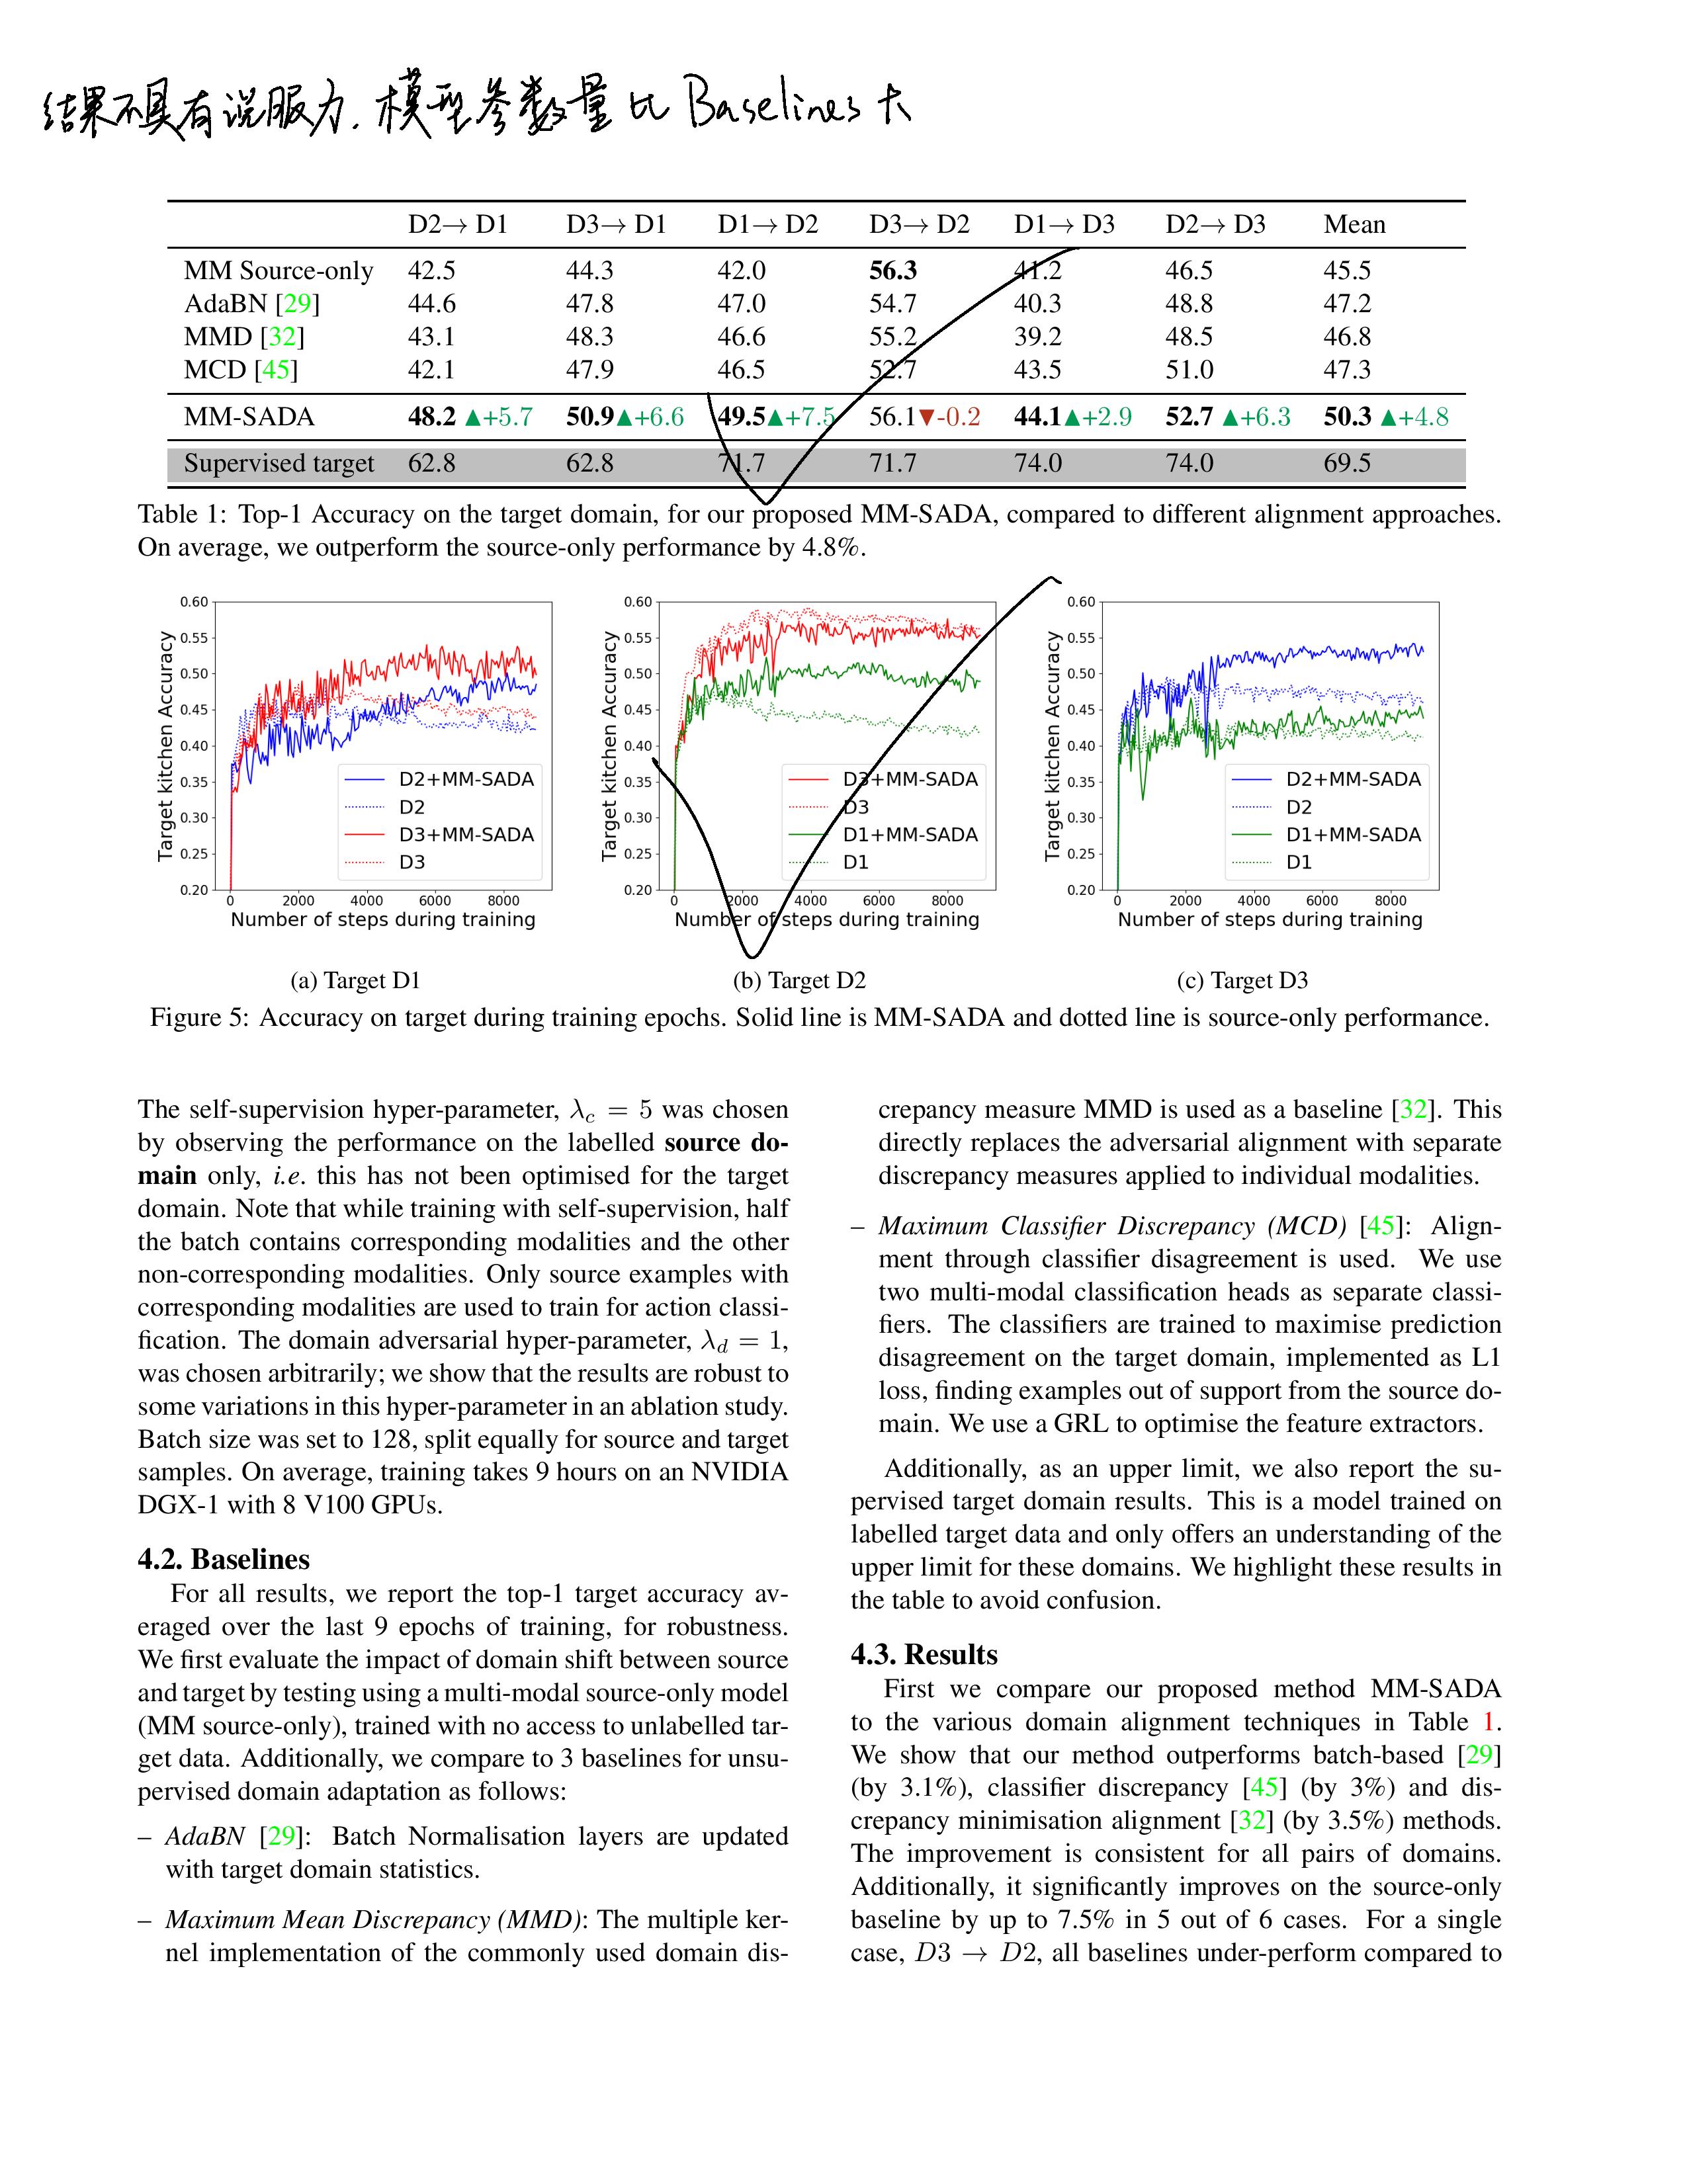 结果不具有说服力. 模型参数量比Baselines大
D2→ D1 D3→ D1 D1→ D2 D3→ D2 D1→ D3 D2→ D3 Mean
MM Source-only 42.5 44.3 42.0 56.3 41.2 46.5 45.5
AdaBN [29] 44.6 47.8 47.0 54.7 40.3 48.8 47.2
MMD [32] 43.1 48.3 46.6 55.2 39.2 48.5 46.8
MCD [45] 42.1 47.9 46.5 52.7 43.5 51.0 47.3
MM-SADA 48.2 ▲+5.7 50.9▲+6.6 49.5▲+7.5 56.1▼-0.2 44.1▲+2.9 52.7 ▲+6.3 50.3 ▲+4.8
Supervised target 62.8 62.8 71.7 71.7 74.0 74.0 69.5
Table 1: Top-1 Accuracy on the target domain, for our proposed MM-SADA, compared to different alignment approaches.
On average, we outperform the source-only performance by 4.8%.
Target kitchen Accuracy
0.60
0.55
0.50
0.45
0.40
0.35
0.30
0.25
0.20
D2+MM-SADA
D2
D3+MM-SADA
D3
0 2000 4000 6000 8000
Number of steps during training
(a) Target D1
Target kitchen Accuracy
0.60
0.55
0.50
0.45
0.40
0.35
0.30
0.25
0.20
D3+MM-SADA
D3
D1+MM-SADA
D1
0 2000 4000 6000 8000
Number of steps during training
(b) Target D2
Target kitchen Accuracy
0.60
0.55
0.50
0.45
0.40
0.35
0.30
0.25
0.20
D2+MM-SADA
D2
D1+MM-SADA
D1
0 2000 4000 6000 8000
Number of steps during training
(c) Target D3
Figure 5: Accuracy on target during training epochs. Solid line is MM-SADA and dotted line is source-only performance.
The self-supervision hyper-parameter, λc = 5 was chosen
by observing the performance on the labelled source do-
main only, i.e. this has not been optimised for the target
domain. Note that while training with self-supervision, half
the batch contains corresponding modalities and the other
non-corresponding modalities. Only source examples with
corresponding modalities are used to train for action classi-
fication. The domain adversarial hyper-parameter, λd = 1,
was chosen arbitrarily; we show that the results are robust to
some variations in this hyper-parameter in an ablation study.
Batch size was set to 128, split equally for source and target
samples. On average, training takes 9 hours on an NVIDIA
DGX-1 with 8 V100 GPUs.
4.2. Baselines
For all results, we report the top-1 target accuracy av-
eraged over the last 9 epochs of training, for robustness.
We first evaluate the impact of domain shift between source
and target by testing using a multi-modal source-only model
(MM source-only), trained with no access to unlabelled tar-
get data. Additionally, we compare to 3 baselines for unsu-
pervised domain adaptation as follows:
– AdaBN [29]: Batch Normalisation layers are updated
with target domain statistics.
– Maximum Mean Discrepancy (MMD): The multiple ker-
nel implementation of the commonly used domain dis-
crepancy measure MMD is used as a baseline [32]. This
directly replaces the adversarial alignment with separate
discrepancy measures applied to individual modalities.
– Maximum Classifier Discrepancy (MCD) [45]: Align-
ment through classifier disagreement is used. We use
two multi-modal classification heads as separate classi-
fiers. The classifiers are trained to maximise prediction
disagreement on the target domain, implemented as L1
loss, finding examples out of support from the source do-
main. We use a GRL to optimise the feature extractors.
Additionally, as an upper limit, we also report the su-
pervised target domain results. This is a model trained on
labelled target data and only offers an understanding of the
upper limit for these domains. We highlight these results in
the table to avoid confusion.
4.3. Results
First we compare our proposed method MM-SADA
to the various domain alignment techniques in Table 1.
We show that our method outperforms batch-based [29]
(by 3.1%), classifier discrepancy [45] (by 3%) and dis-
crepancy minimisation alignment [32] (by 3.5%) methods.
The improvement is consistent for all pairs of domains.
Additionally, it significantly improves on the source-only
baseline by up to 7.5% in 5 out of 6 cases. For a single
case, D3 → D2, all baselines under-perform compared to